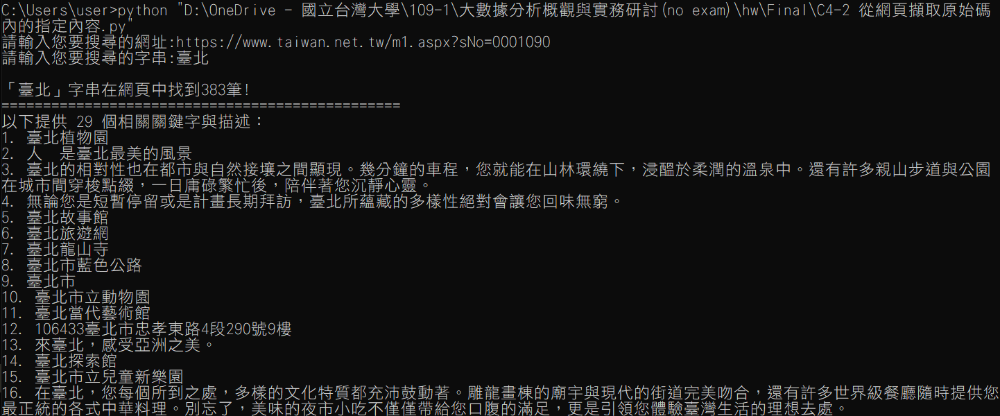 C:\Users\user>python "D:\OneDrive - 國立台灣大學\109-1\大數據分析概觀與實務研討(no exam)\hw\Final\C4-2 從網頁擷取原始碼
內的指定內容.py"
請輸入您要搜尋的網址:https://www.taiwan.net.tw/m1.aspx?sNo=0001090
請輸入您要搜尋的字串:臺北
「臺北」字串在網頁中找到383筆!
================================================
以下提供 29 個相關關鍵字與描述：
1. 臺北植物園
2. 人　是臺北最美的風景
3. 臺北的相對性也在都市與自然接壤之間顯現。幾分鐘的車程，您就能在山林環繞下，浸醞於柔潤的溫泉中。還有許多親山步道與公園
在城市間穿梭點綴，一日庸碌繁忙後，陪伴著您沉靜心靈。
4. 無論您是短暫停留或是計畫長期拜訪，臺北所蘊藏的多樣性絕對會讓您回味無窮。
5. 臺北故事館
6. 臺北旅遊網
7. 臺北龍山寺
8. 臺北市藍色公路
9. 臺北市
10. 臺北市立動物園
11. 臺北當代藝術館
12. 106433臺北市忠孝東路4段290號9樓
13. 來臺北，感受亞洲之美。
14. 臺北探索館
15. 臺北市立兒童新樂園
16. 在臺北，您每個所到之處，多樣的文化特質都充沛鼓動著。雕龍畫棟的廟宇與現代的街道完美吻合，還有許多世界級餐廳隨時提供您
最正統的各式中華料理。別忘了，美味的夜市小吃不僅僅帶給您口腹的滿足，更是引領您體驗臺灣生活的理想去處。